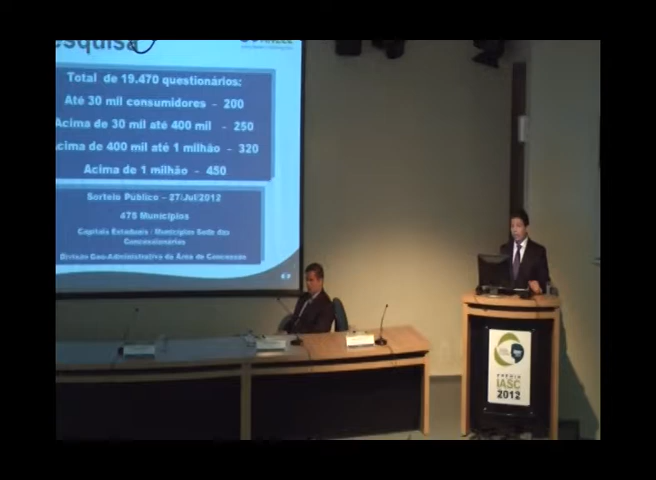 esquisa
Total de 19.470 questionários:
Até 30 mil consumidores - 200
Acima de 30 mil até 400 mil - 250
cima de 400 mil até 1 milhão - 320
Acima de 1 milhão - 450
Sorteio Público - 27/Jul/2012
475 Municípios
Capitais Estaduais / Municípios Sede das
Concessionárias
Divisão Geo-Administrativa da Área de Concessão
PRÊMIO
IASC
2012